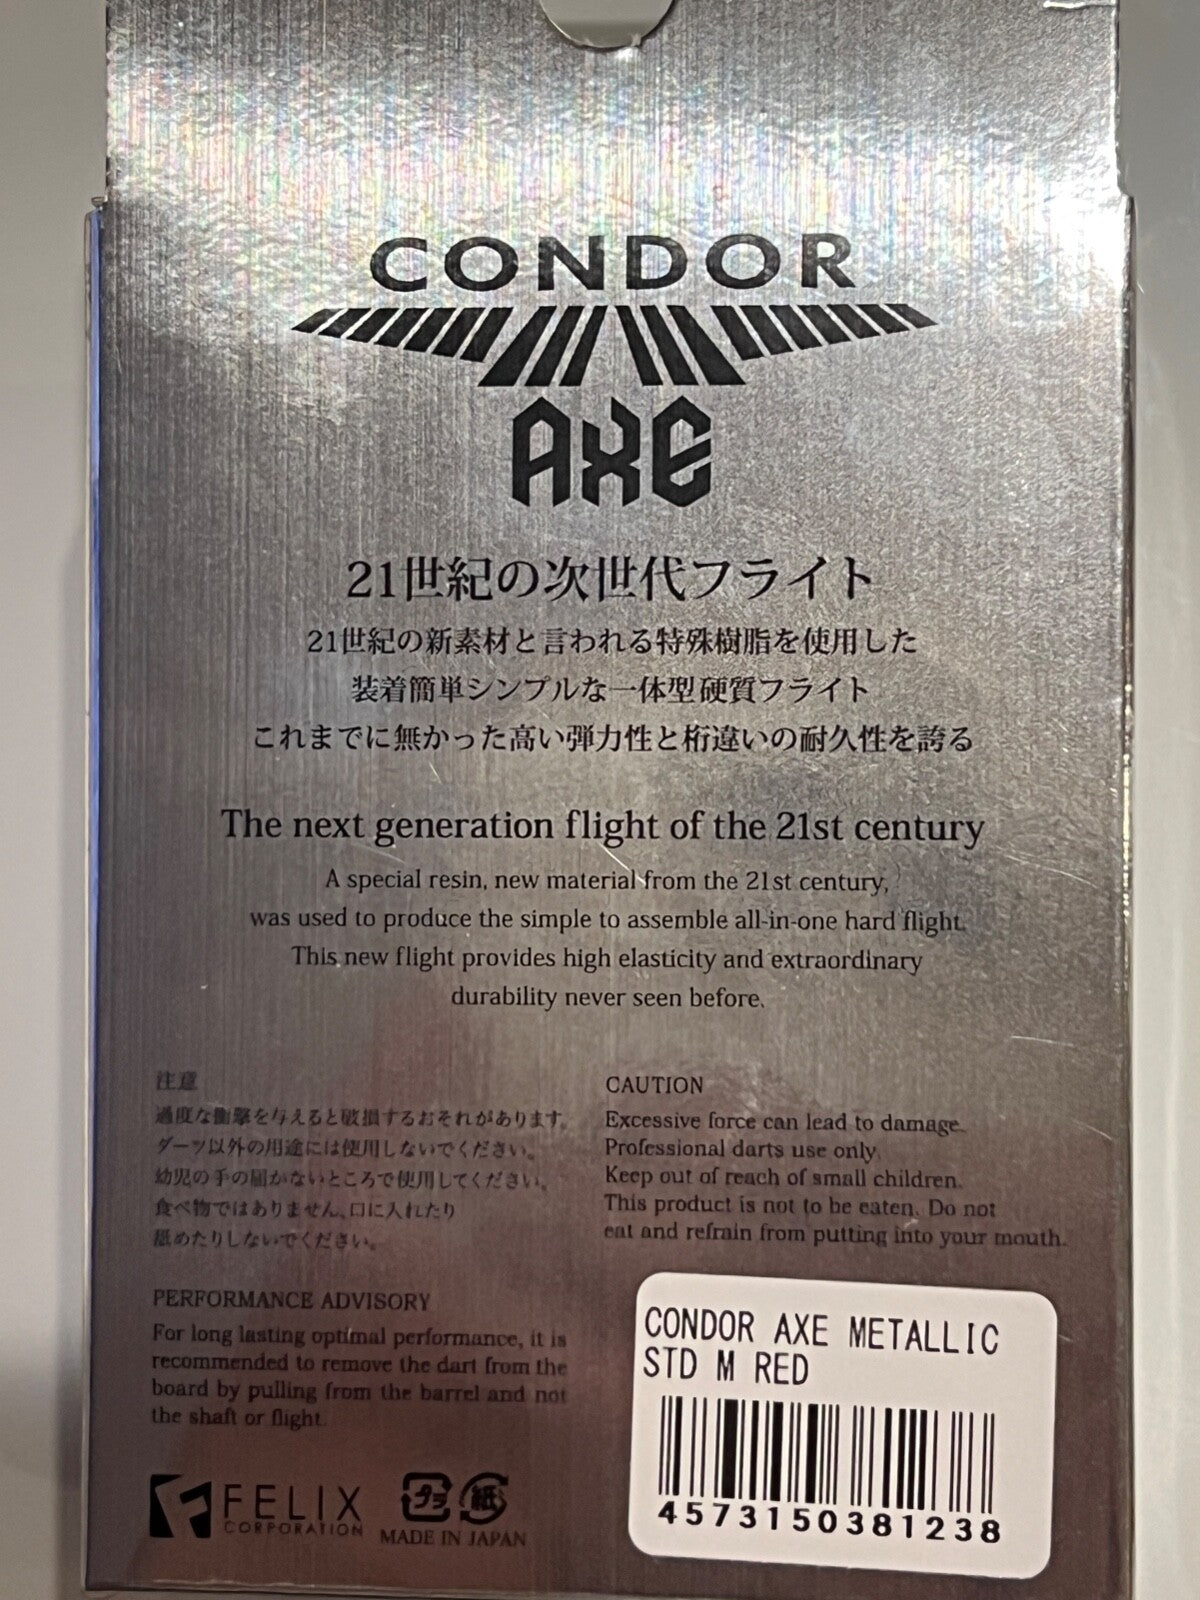 CONDOR
AXE
21世紀の次世代フライト
21世紀の新素材と言われる特殊樹脂を使用した
装着簡単シンプルな一体型硬質フライト
これまでに無かった高い弾力性と桁違いの耐久性を誇る
The next generation flight of the 21st century
A special resin, new material from the 21st century,
was used to produce the simple to assemble all-in-one hard flight.
This new flight provides high elasticity and extraordinary
durability never seen before.
注意
過度な衝撃を与えると破損するおそれがあります。
ダーツ以外の用途には使用しないでください。
幼児の手の届かないところで使用してください。
食べ物ではありません、口に入れたり
舐めたりしないでください。
CAUTION
Excessive force can lead to damage.
Professional darts use only.
Keep out of reach of small children.
This product is not to be eaten. Do not
eat and refrain from putting into your mouth.
PERFORMANCE ADVISORY
For long lasting optimal performance, it is
recommended to remove the dart from the
board by pulling from the barrel and not
the shaft or flight.
FELIX
CORPORATION
プラ
紙
MADE IN JAPAN
CONDOR AXE METALLIC
STD M RED
4573150381238